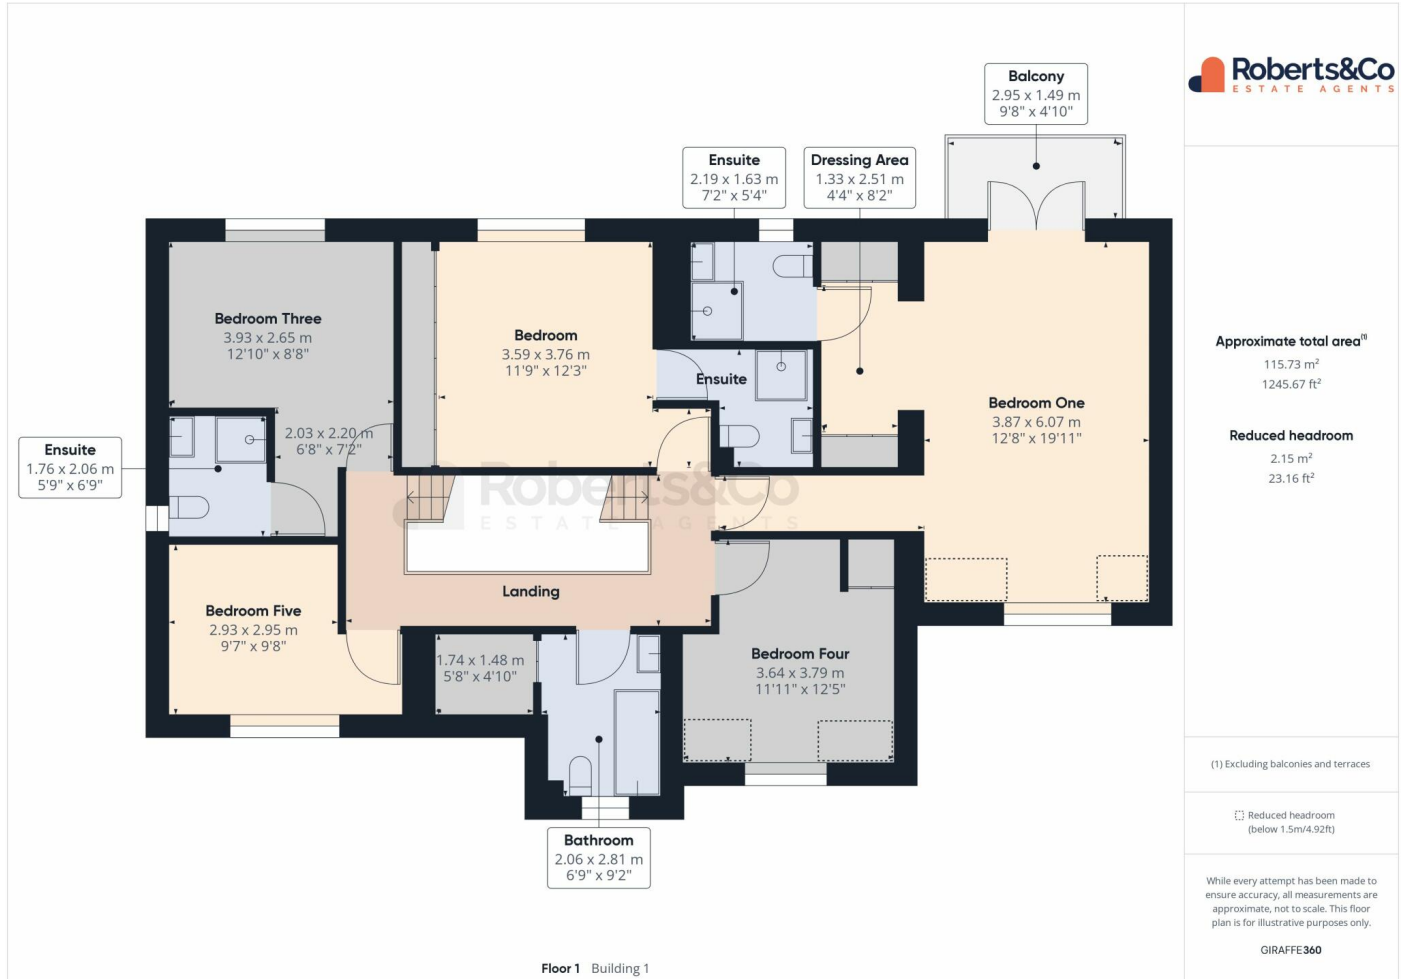 Roberts&Co
ESTATE AGENTS
Balcony
2.95 x 1.49 m
9'8" x 4'10"
Ensuite
2.19 x 1.63 m
7'2" x 5'4"
Dressing Area
1.33 x 2.51 m
4'4" x 8'2"
Bedroom Three
3.93 x 2.65 m
12'10" x 8'8"
Bedroom
3.59 x 3.76 m
11'9" x 12'3"
Ensuite
Bedroom One
3.87 x 6.07 m
12'8" x 19'11"
2.03 x 2.20 m
6'8" x 7'2"
Ensuite
1.76 x 2.06 m
5'9" x 6'9"
Roberts&Co
ESTATE AGENTS
Landing
Bedroom Five
2.93 x 2.95 m
9'7" x 9'8"
1.74 x 1.48 m
5'8" x 4'10"
Bedroom Four
3.64 x 3.79 m
11'11" x 12'5"
Bathroom
2.06 x 2.81 m
6'9" x 9'2"
Floor 1 Building 1
Approximate total area(1)
115.73 m²
1245.67 ft²
Reduced headroom
2.15 m²
23.16 ft²
(1) Excluding balconies and terraces
Reduced headroom
(below 1.5m/4.92ft)
While every attempt has been made to
ensure accuracy, all measurements are
approximate, not to scale. This floor
plan is for illustrative purposes only.
GIRAFFE360